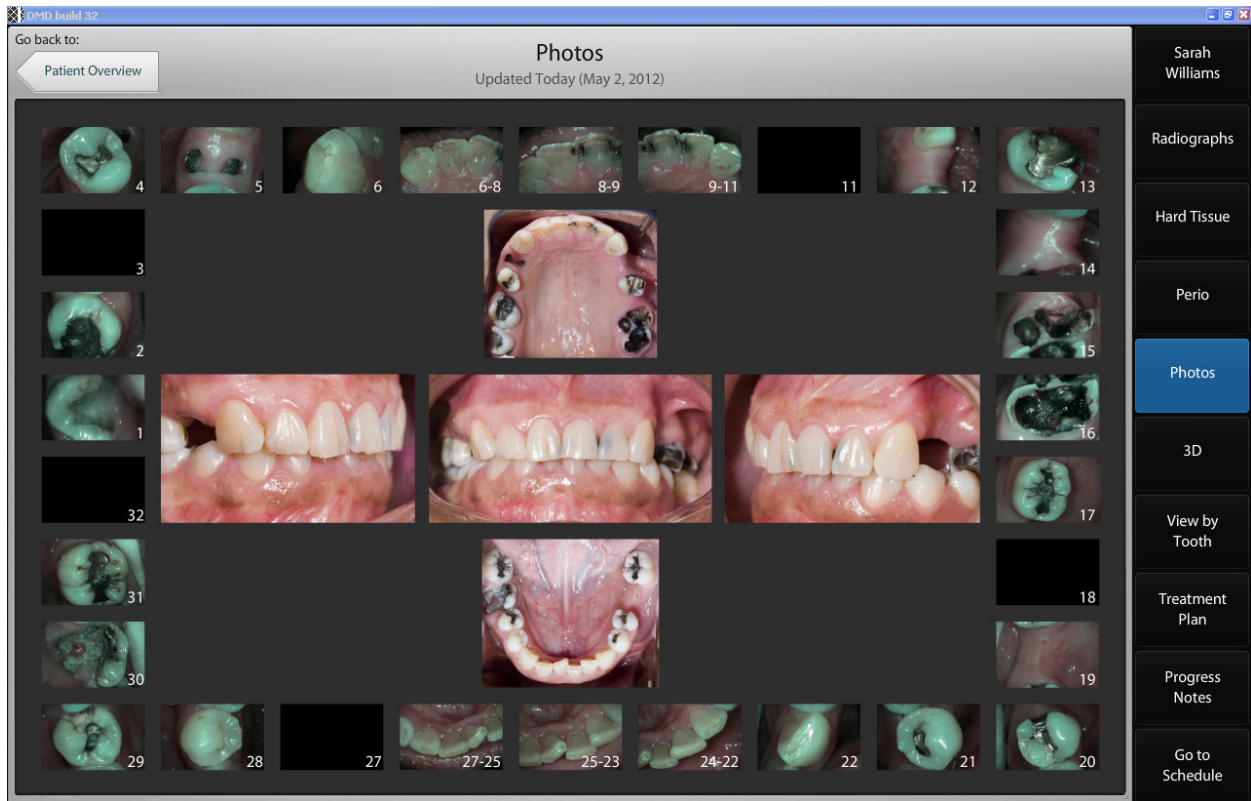 DMD build 32
Go back to:
Patient Overview
Photos
Updated Today (May 2, 2012)
4
5
6
6-8
8-9
9-11
11
12
13
3
14
2
15
1
16
32
17
31
18
30
19
29
28
27
27-25
25-23
24-22
22
21
20
Sarah
Williams
Radiographs
Hard Tissue
Perio
Photos
3D
View by
Tooth
Treatment
Plan
Progress
Notes
Go to
Schedule